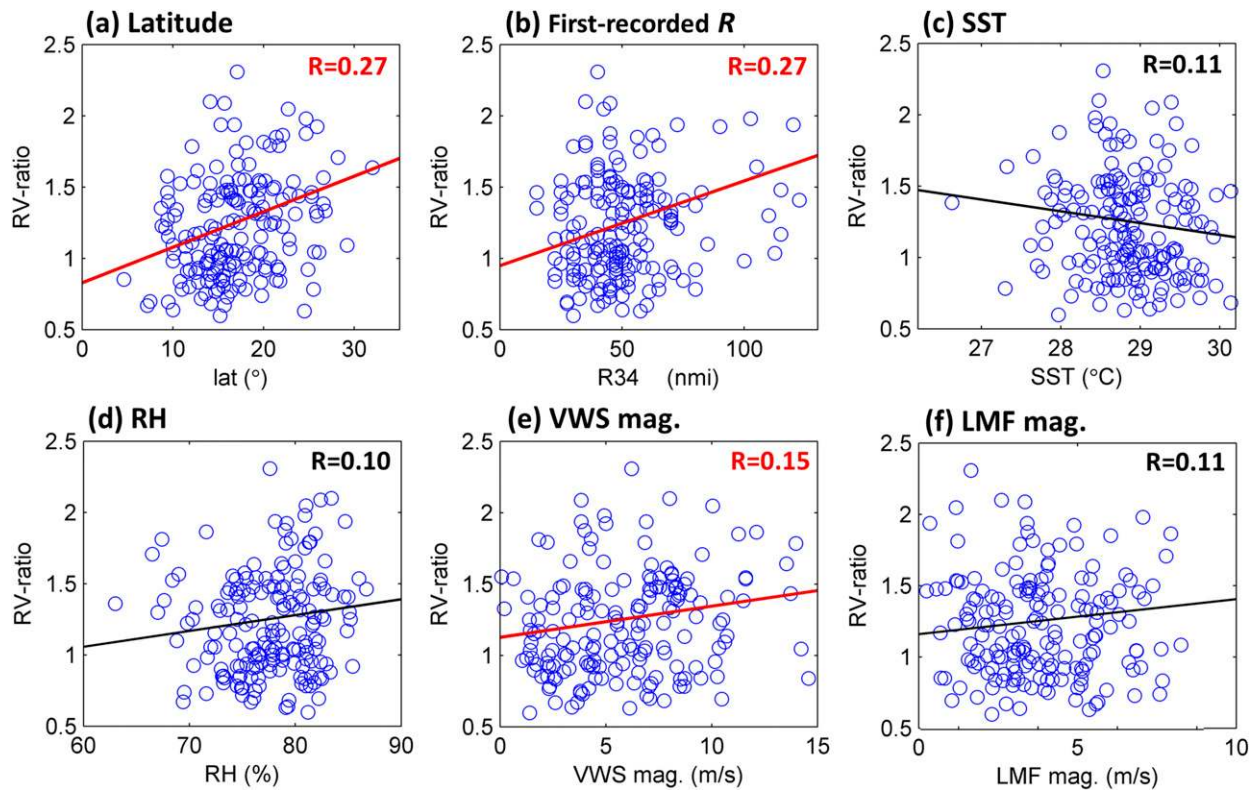 (a) Latitude
R=0.27
2.5
2
1.5
1
0.5
RV-ratio
0 10 20 30
lat (°)
(b) First-recorded R
R=0.27
2.5
2
1.5
1
0.5
RV-ratio
0 50 100
R34 (nmi)
(c) SST
R=0.11
2.5
2
1.5
1
0.5
RV-ratio
27 28 29 30
SST (°C)
(d) RH
R=0.10
2.5
2
1.5
1
0.5
RV-ratio
60 70 80 90
RH (%)
(e) VWS mag.
R=0.15
2.5
2
1.5
1
0.5
RV-ratio
0 5 10 15
VWS mag. (m/s)
(f) LMF mag.
R=0.11
2.5
2
1.5
1
0.5
RV-ratio
0 5 10
LMF mag. (m/s)